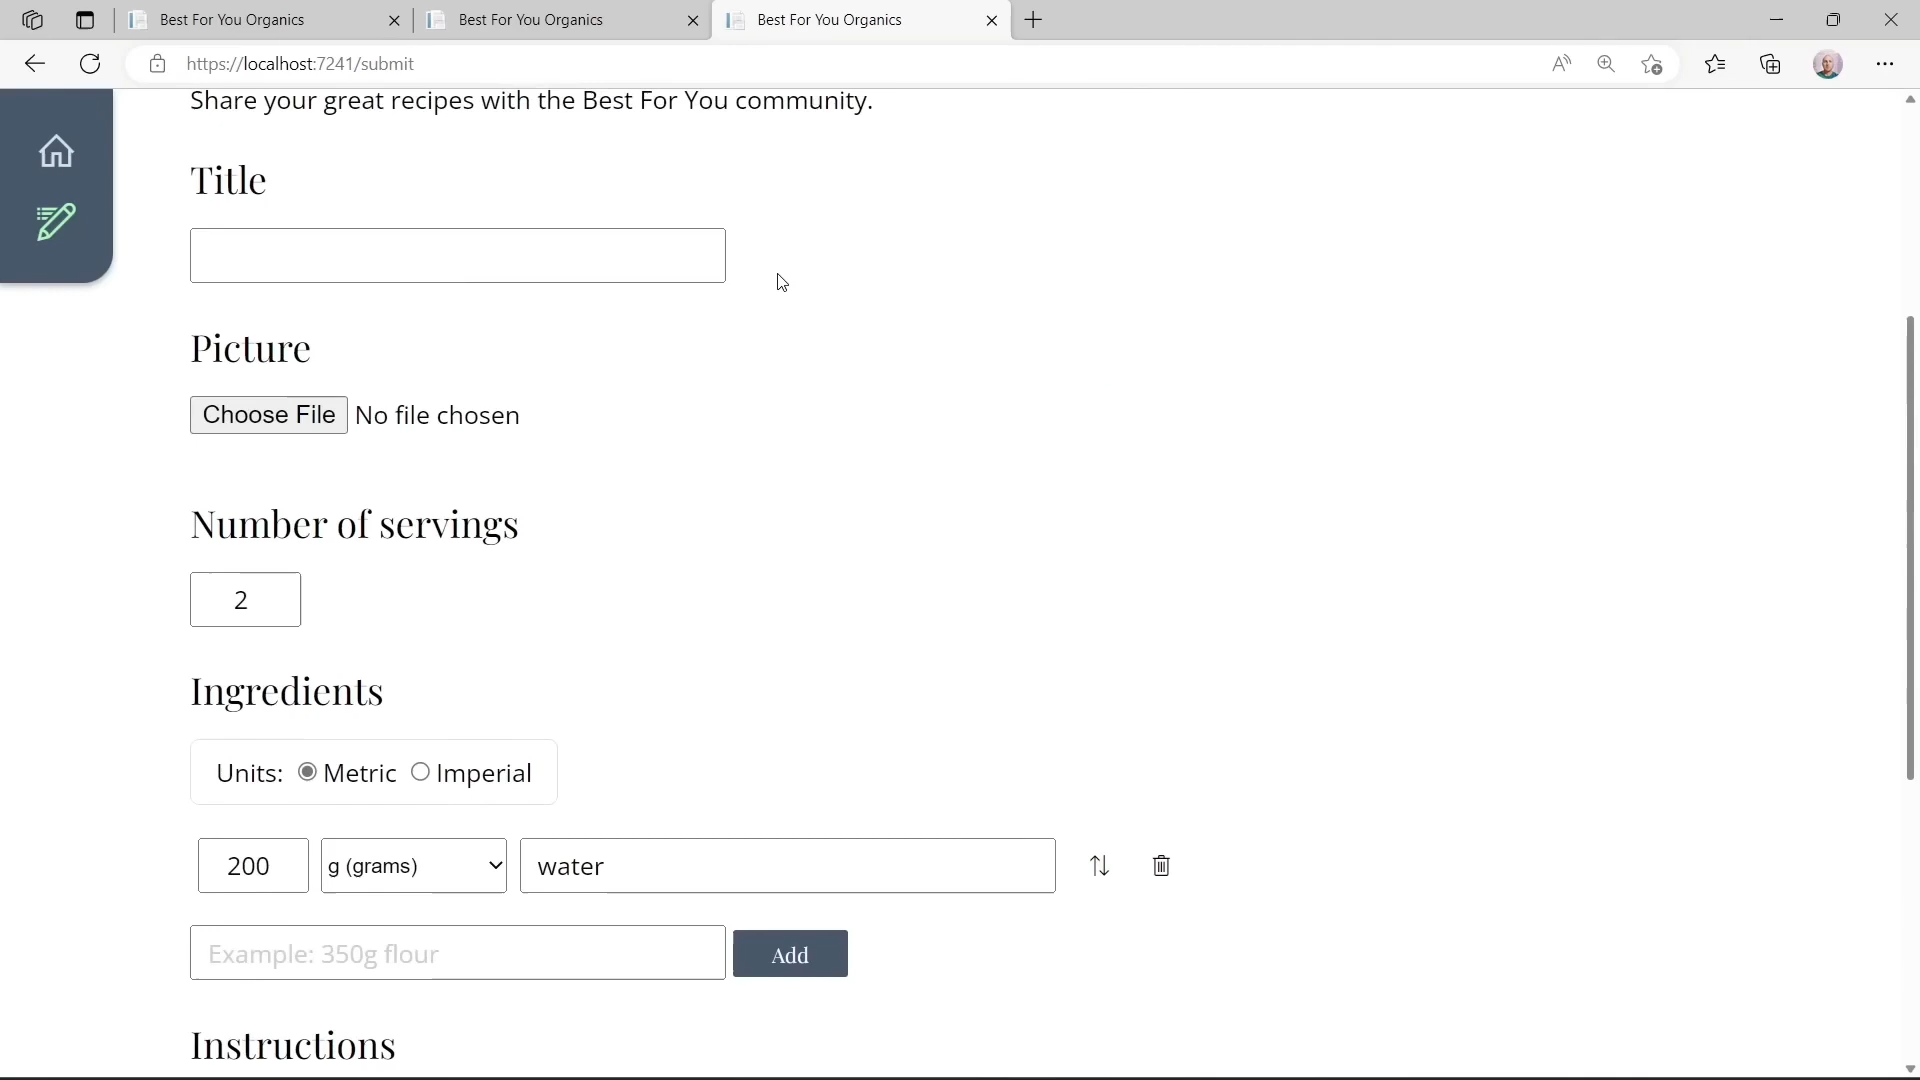 Best For You Organics
Best For You Organics
Best For You Organics
https://localhost:7241/submit
Share your great recipes with the Best For You community.
Title
Picture
Choose File No file chosen
Number of servings
2
Ingredients
Units: Metric Imperial
200 g (grams) water
Example: 350g flour Add
Instructions